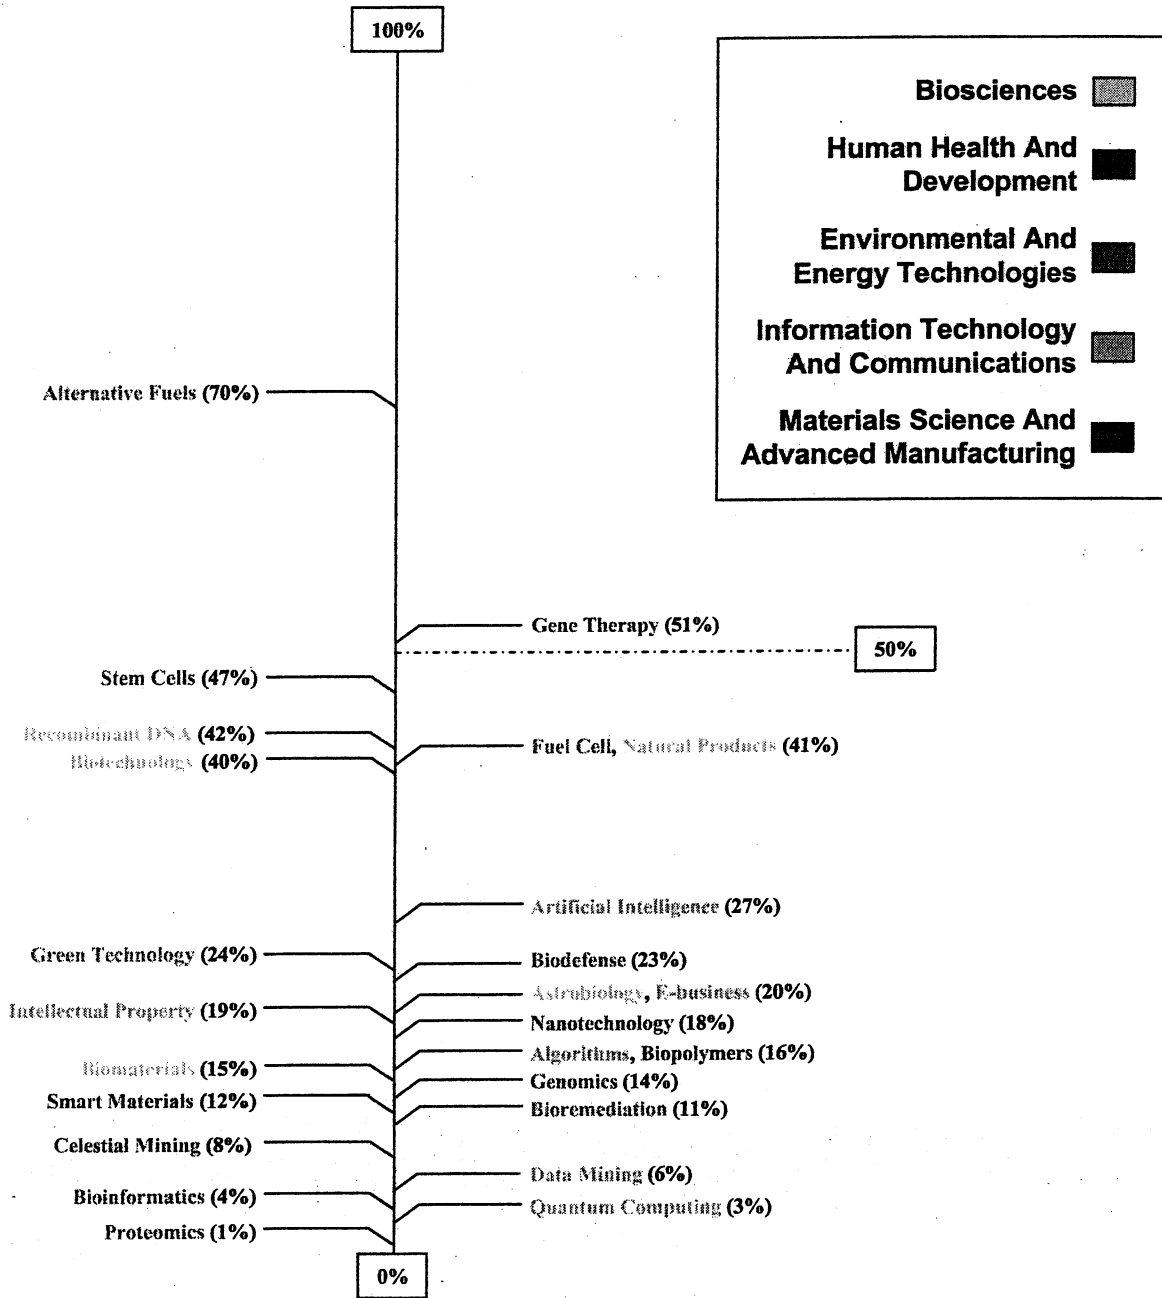 100%
Biosciences
Human Health And
Development
Environmental And
Energy Technologies
Information Technology
And Communications
Materials Science And
Advanced Manufacturing
Alternative Fuels (70%)
Gene Therapy (51%)
50%
Stem Cells (47%)
Recombinant DNA (42%)
Fuel Cell, Natural Products (41%)
Biotechnology (40%)
Artificial Intelligence (27%)
Green Technology (24%)
Biodefense (23%)
Astrobiology, E-business (20%)
Intellectual Property (19%)
Nanotechnology (18%)
Algorithms, Biopolymers (16%)
Biomaterials (15%)
Genomics (14%)
Smart Materials (12%)
Bioremediation (11%)
Celestial Mining (8%)
Data Mining (6%)
Bioinformatics (4%)
Quantum Computing (3%)
Proteomics (1%)
0%